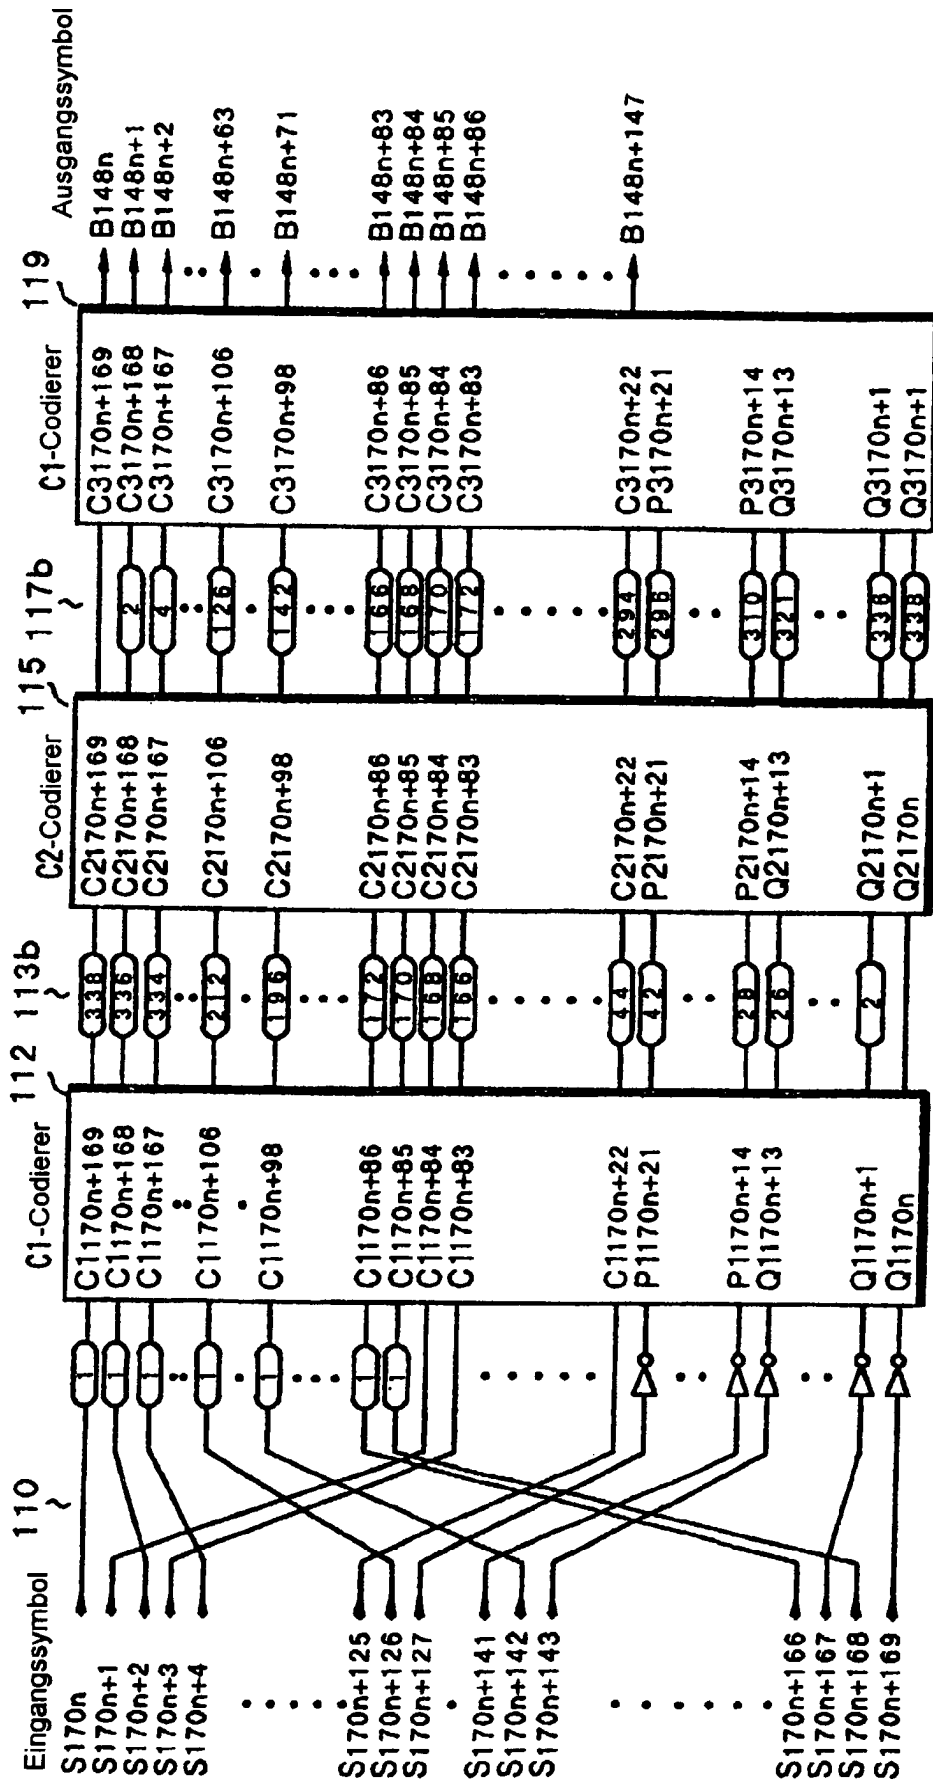 Eingangssymbol
S170n
S170n+1
S170n+2
S170n+3
S170n+4
S170n+125
S170n+126
S170n+127
S170n+141
S170n+142
S170n+143
S170n+166
S170n+167
S170n+168
S170n+169
110
1
1
1
1
1
1
1
112
C1-Codierer
C1170n+169
C1170n+168
C1170n+167
C1170n+106
C1170n+98
C1170n+86
C1170n+85
C1170n+84
C1170n+83
C1170n+22
P1170n+21
P1170n+14
Q1170n+13
Q1170n+1
Q1170n
113b
338
336
334
212
196
172
170
168
166
44
42
28
26
2
115
C2-Codierer
C2170n+169
C2170n+168
C2170n+167
C2170n+106
C2170n+98
C2170n+86
C2170n+85
C2170n+84
C2170n+83
C2170n+22
P2170n+21
P2170n+14
Q2170n+13
Q2170n+1
Q2170n
117b
2
4
126
142
166
168
170
172
294
296
310
321
338
338
119
C1-Codierer
C3170n+169
C3170n+168
C3170n+167
C3170n+106
C3170n+98
C3170n+86
C3170n+85
C3170n+84
C3170n+83
C3170n+22
P3170n+21
P3170n+14
Q3170n+13
Q3170n+1
Q3170n+1
Ausgangssymbol
B148n
B148n+1
B148n+2
B148n+63
B148n+71
B148n+83
B148n+84
B148n+85
B148n+86
B148n+147